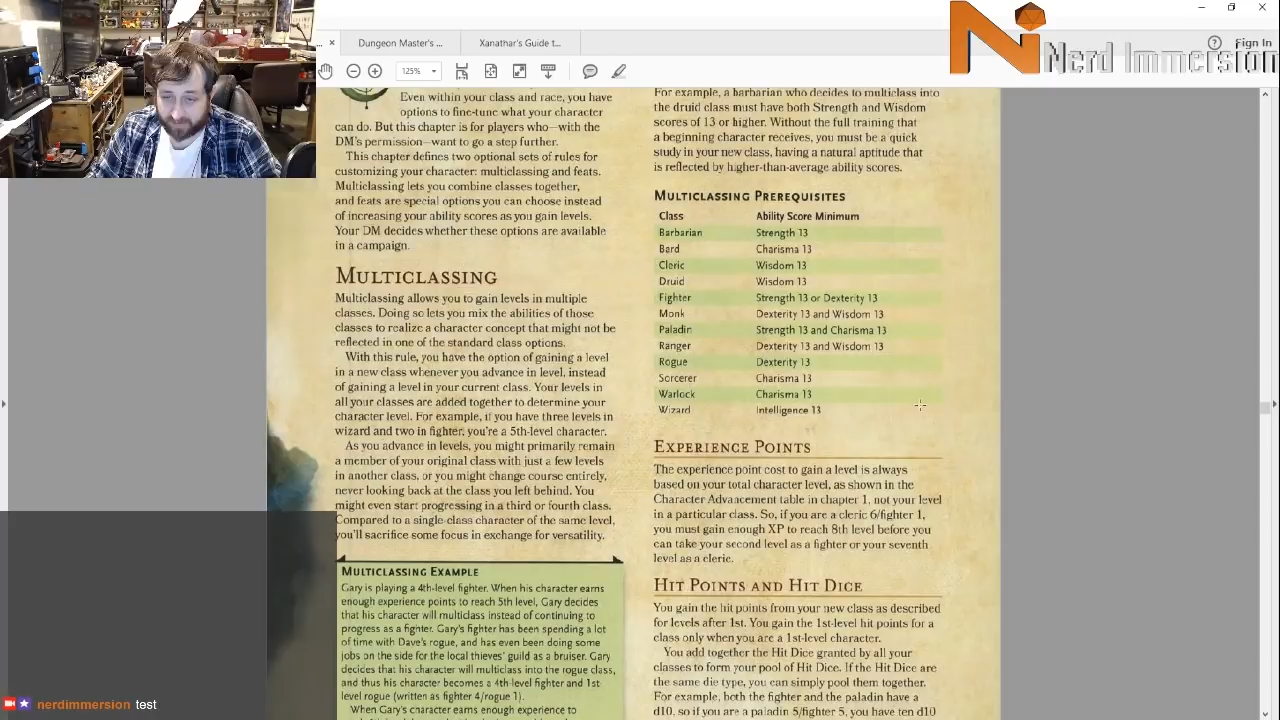 Dungeon Master's ...
Xanathar's Guide t...
Sign In
125%
Nerd Immersion
Even within your class and race, you have
options to fine-tune what your character
can do. But this chapter is for players who—with the
DM's permission—want to go a step further.
This chapter defines two optional sets of rules for
customizing your character: multiclassing and feats.
Multiclassing lets you combine classes together,
and feats are special options you can choose instead
of increasing your ability scores as you gain levels.
Your DM decides whether these options are available
in a campaign.
MULTICLASSING
Multiclassing allows you to gain levels in multiple
classes. Doing so lets you mix the abilities of those
classes to realize a character concept that might not be
reflected in one of the standard class options.
With this rule, you have the option of gaining a level
in a new class whenever you advance in level, instead
of gaining a level in your current class. Your levels in
all your classes are added together to determine your
character level. For example, if you have three levels in
wizard and two in fighter, you're a 5th-level character.
As you advance in levels, you might primarily remain
a member of your original class with just a few levels
in another class, or you might change course entirely,
never looking back at the class you left behind. You
might even start progressing in a third or fourth class.
Compared to a single-class character of the same level,
you'll sacrifice some focus in exchange for versatility.
MULTICLASSING EXAMPLE
Gary is playing a 4th-level fighter. When his character earns
enough experience points to reach 5th level, Gary decides
that his character will multiclass instead of continuing to
progress as a fighter. Gary's fighter has been spending a lot
of time with Dave's rogue, and has even been doing some
jobs on the side for the local thieves' guild as a bruiser. Gary
decides that his character will multiclass into the rogue class,
and thus his character becomes a 4th-level fighter and 1st
level rogue (written as fighter 4/rogue 1).
When Gary's character earns enough experience to
For example, a barbarian who decides to multiclass into
the druid class must have both Strength and Wisdom
scores of 13 or higher. Without the full training that
a beginning character receives, you must be a quick
study in your new class, having a natural aptitude that
is reflected by higher-than-average ability scores.
MULTICLASSING PREREQUISITES
Class Ability Score Minimum
Barbarian Strength 13
Bard Charisma 13
Cleric Wisdom 13
Druid Wisdom 13
Fighter Strength 13 or Dexterity 13
Monk Dexterity 13 and Wisdom 13
Paladin Strength 13 and Charisma 13
Ranger Dexterity 13 and Wisdom 13
Rogue Dexterity 13
Sorcerer Charisma 13
Warlock Charisma 13
Wizard Intelligence 13
EXPERIENCE POINTS
The experience point cost to gain a level is always
based on your total character level, as shown in the
Character Advancement table in chapter 1, not your level
in a particular class. So, if you are a cleric 6/fighter 1,
you must gain enough XP to reach 8th level before you
can take your second level as a fighter or your seventh
level as a cleric.
HIT POINTS AND HIT DICE
You gain the hit points from your new class as described
for levels after 1st. You gain the 1st-level hit points for a
class only when you are a 1st-level character.
You add together the Hit Dice granted by all your
classes to form your pool of Hit Dice. If the Hit Dice are
the same die type, you can simply pool them together.
For example, both the fighter and the paladin have a
d10, so if you are a paladin 5/fighter 5, you have ten d10
nerdimmersion test